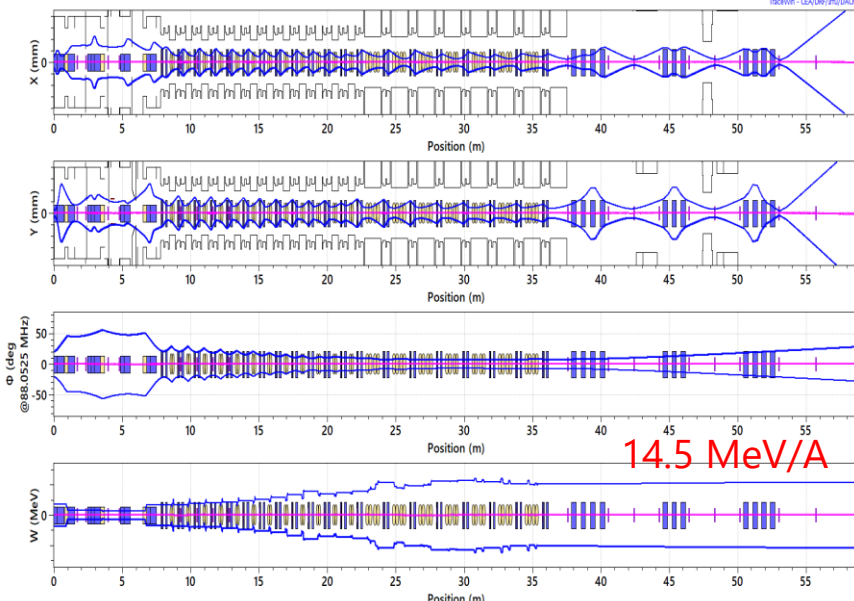 TraceWin - CEA/DRF/Irfu/DACM
X (mm)
0
0 5 10 15 20 25 30 35 40 45 50 55
Position (m)
Y (mm)
0
0 5 10 15 20 25 30 35 40 45 50 55
Position (m)
Φ (deg
@88.0525 MHz)
50
0
-50
0 5 10 15 20 25 30 35 40 45 50 55
Position (m)
14.5 MeV/A
W (MeV)
0
0 5 10 15 20 25 30 35 40 45 50 55
Position (m)